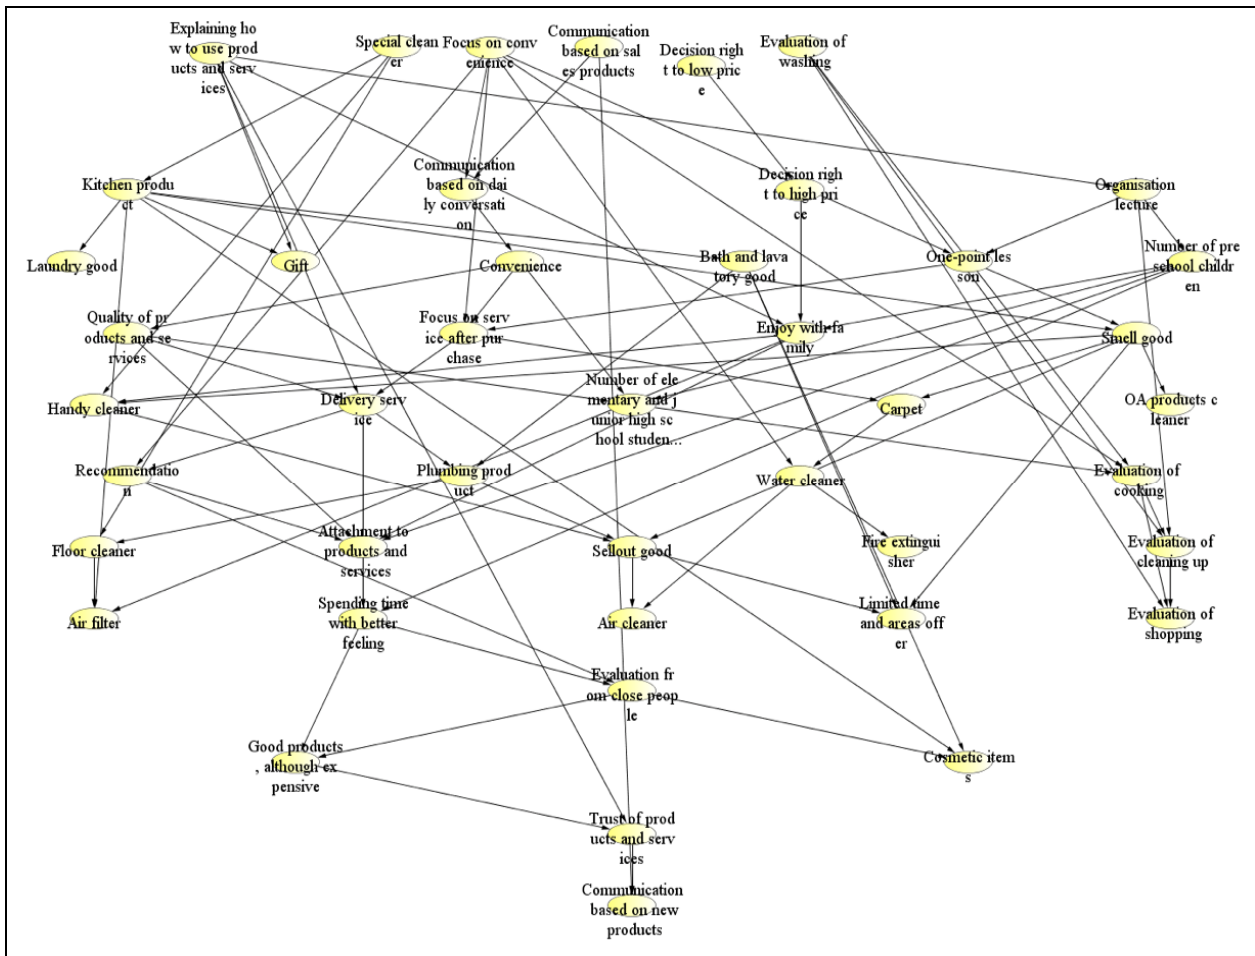 Explaining ho
w to use prod
ucts and serv
ices
Special clean
er
Focus on conv
enience
Communication
based on sal
es products
Decision righ
t to low pric
e
Evaluation of
washing
Kitchen produ
ct
Communication
based on dai
ly conversati
on
Decision righ
t to high pri
ce
Organisation
lecture
Laundry good
Gift
Convenience
Bath and lava
tory good
One-point les
son
Number of pre
school childr
en
Quality of pr
oducts and se
rvices
Focus on serv
ice after pur
chase
Enjoy with fa
mily
Smell good
Handy cleaner
Delivery serv
ice
Number of ele
mentary and j
unior high sc
hool studen...
Carpet
OA products c
leaner
Recommendatio
n
Plumbing prod
uct
Water cleaner
Evaluation of
cooking
Floor cleaner
Attachment to
products and
services
Sellout good
Fire extingui
sher
Evaluation of
cleaning up
Air filter
Spending time
with better
feeling
Air cleaner
Limited time
and areas off
er
Evaluation of
shopping
Evaluation fr
om close peop
le
Good products
, although ex
pensive
Cosmetic item
s
Trust of prod
ucts and serv
ices
Communication
based on new
products